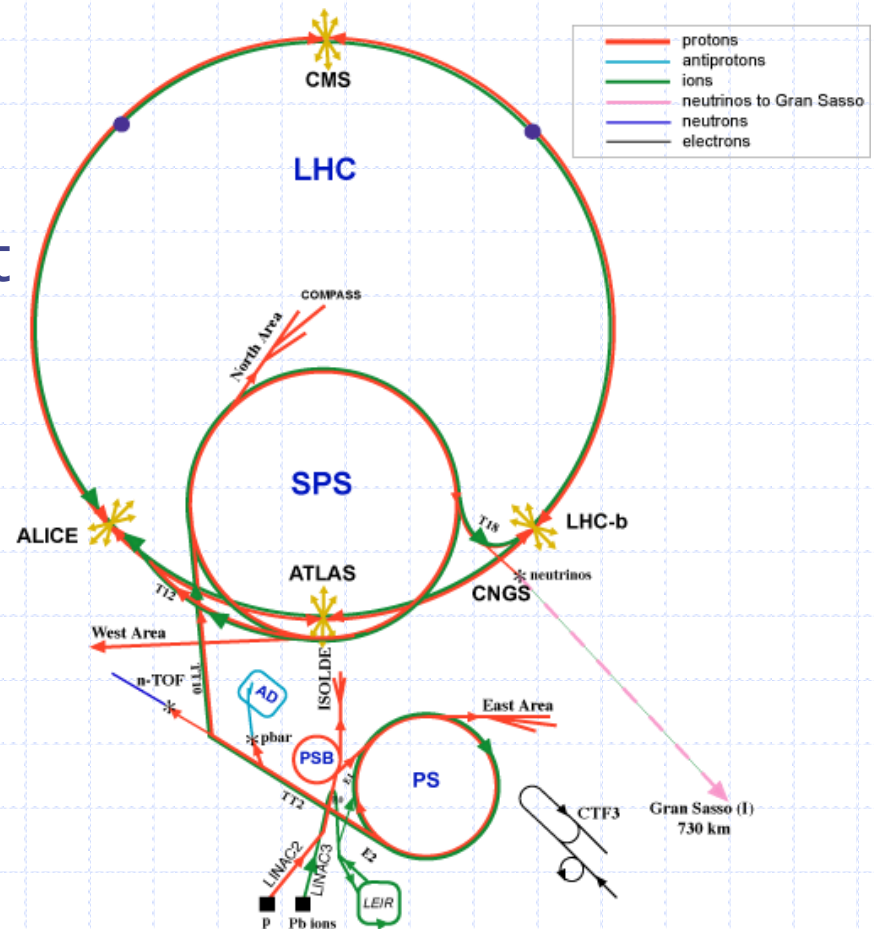 protons
antiprotons
ions
neutrinos to Gran Sasso
neutrons
electrons
CMS
LHC
t
COMPASS
North Area
SPS
ALICE
T18
LHC-b
ATLAS
neutrinos
CNGS
T12
West Area
TT10
n-TOF
AD
ISOLDE
East Area
pbar
PSB
PS
TT2
E2
LINAC2
LINAC3
LEIR
P
Pb ions
CTF3
Gran Sasso (I)
730 km